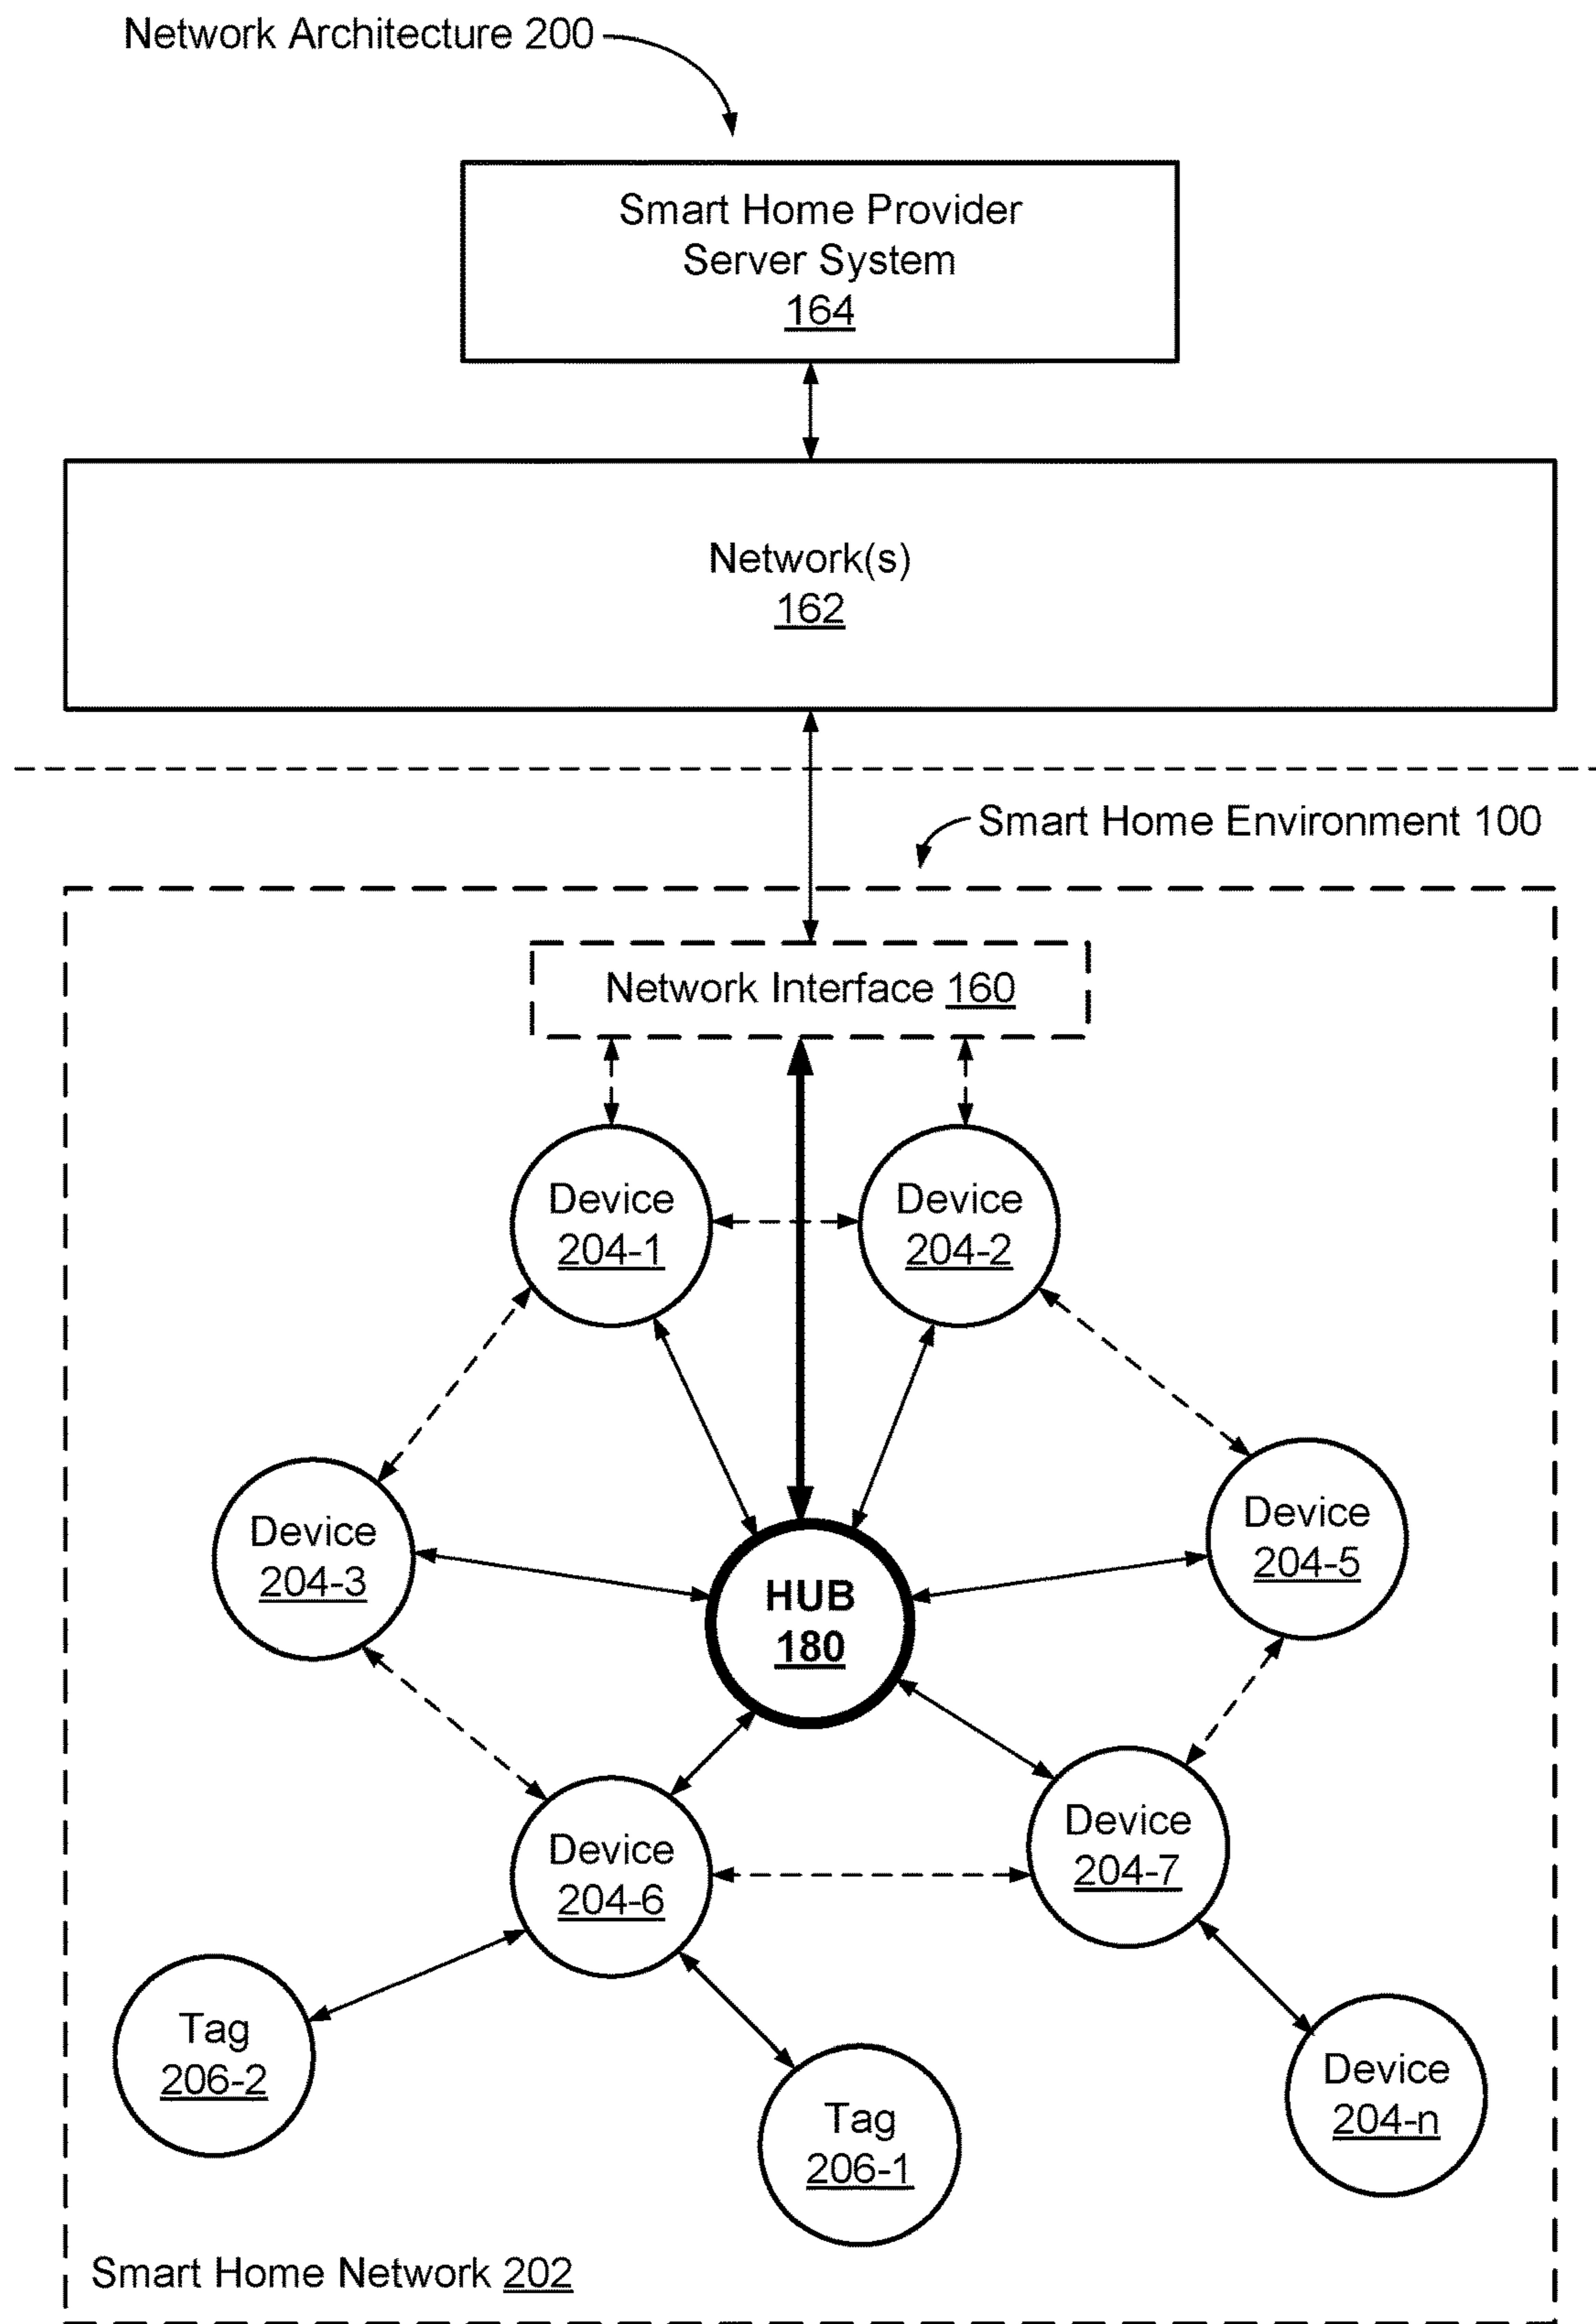 Network Architecture 200
Smart Home Provider
Server System
164
Network(s)
162
Smart Home Environment 100
Network Interface 160
Device
204-1
Device
204-2
Device
204-3
Device
204-5
HUB
180
Device
204-6
Device
204-7
Tag
206-2
Tag
206-1
Device
204-n
Smart Home Network 202